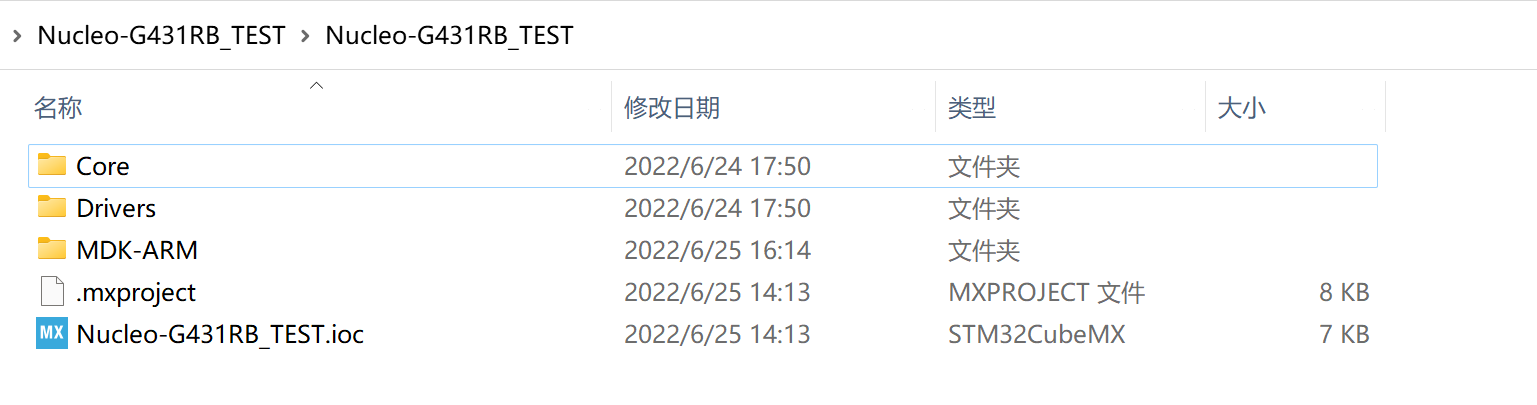 Nucleo-G431RB_TEST > Nucleo-G431RB_TEST
名称 修改日期 类型 大小
Core 2022/6/24 17:50 文件夹
Drivers 2022/6/24 17:50 文件夹
MDK-ARM 2022/6/25 16:14 文件夹
.mxproject 2022/6/25 14:13 MXPROJECT 文件 8 KB
MX Nucleo-G431RB_TEST.ioc 2022/6/25 14:13 STM32CubeMX 7 KB